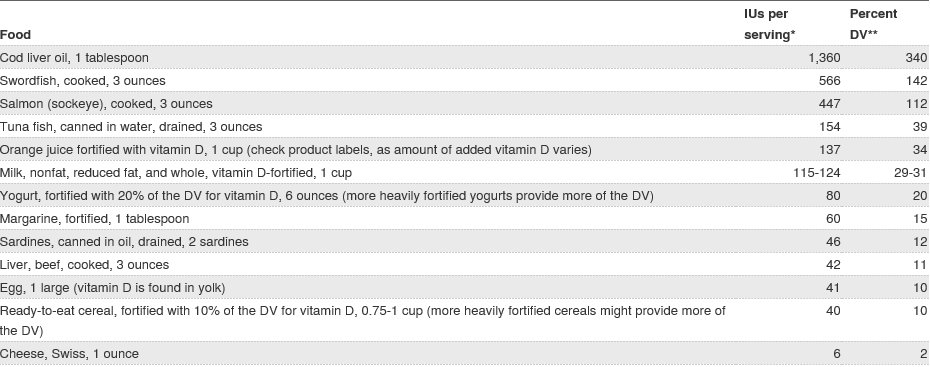 IUs per Percent
Food serving* DV**
Cod liver oil, 1 tablespoon 1,360 340
Swordfish, cooked, 3 ounces 566 142
Salmon (sockeye), cooked, 3 ounces 447 112
Tuna fish, canned in water, drained, 3 ounces 154 39
Orange juice fortified with vitamin D, 1 cup (check product labels, as amount of added vitamin D varies) 137 34
Milk, nonfat, reduced fat, and whole, vitamin D-fortified, 1 cup 115-124 29-31
Yogurt, fortified with 20% of the DV for vitamin D, 6 ounces (more heavily fortified yogurts provide more of the DV) 80 20
Margarine, fortified, 1 tablespoon 60 15
Sardines, canned in oil, drained, 2 sardines 46 12
Liver, beef, cooked, 3 ounces 42 11
Egg, 1 large (vitamin D is found in yolk) 41 10
Ready-to-eat cereal, fortified with 10% of the DV for vitamin D, 0.75-1 cup (more heavily fortified cereals might provide more of 40 10
the DV)
Cheese, Swiss, 1 ounce 6 2